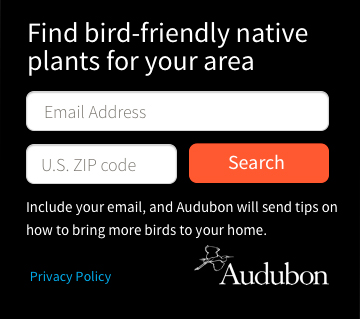 Find bird-friendly native
plants for your area
Email Address
U.S. ZIP code
Search
Include your email, and Audubon will send tips on
how to bring more birds to your home.
Privacy Policy
Audubon